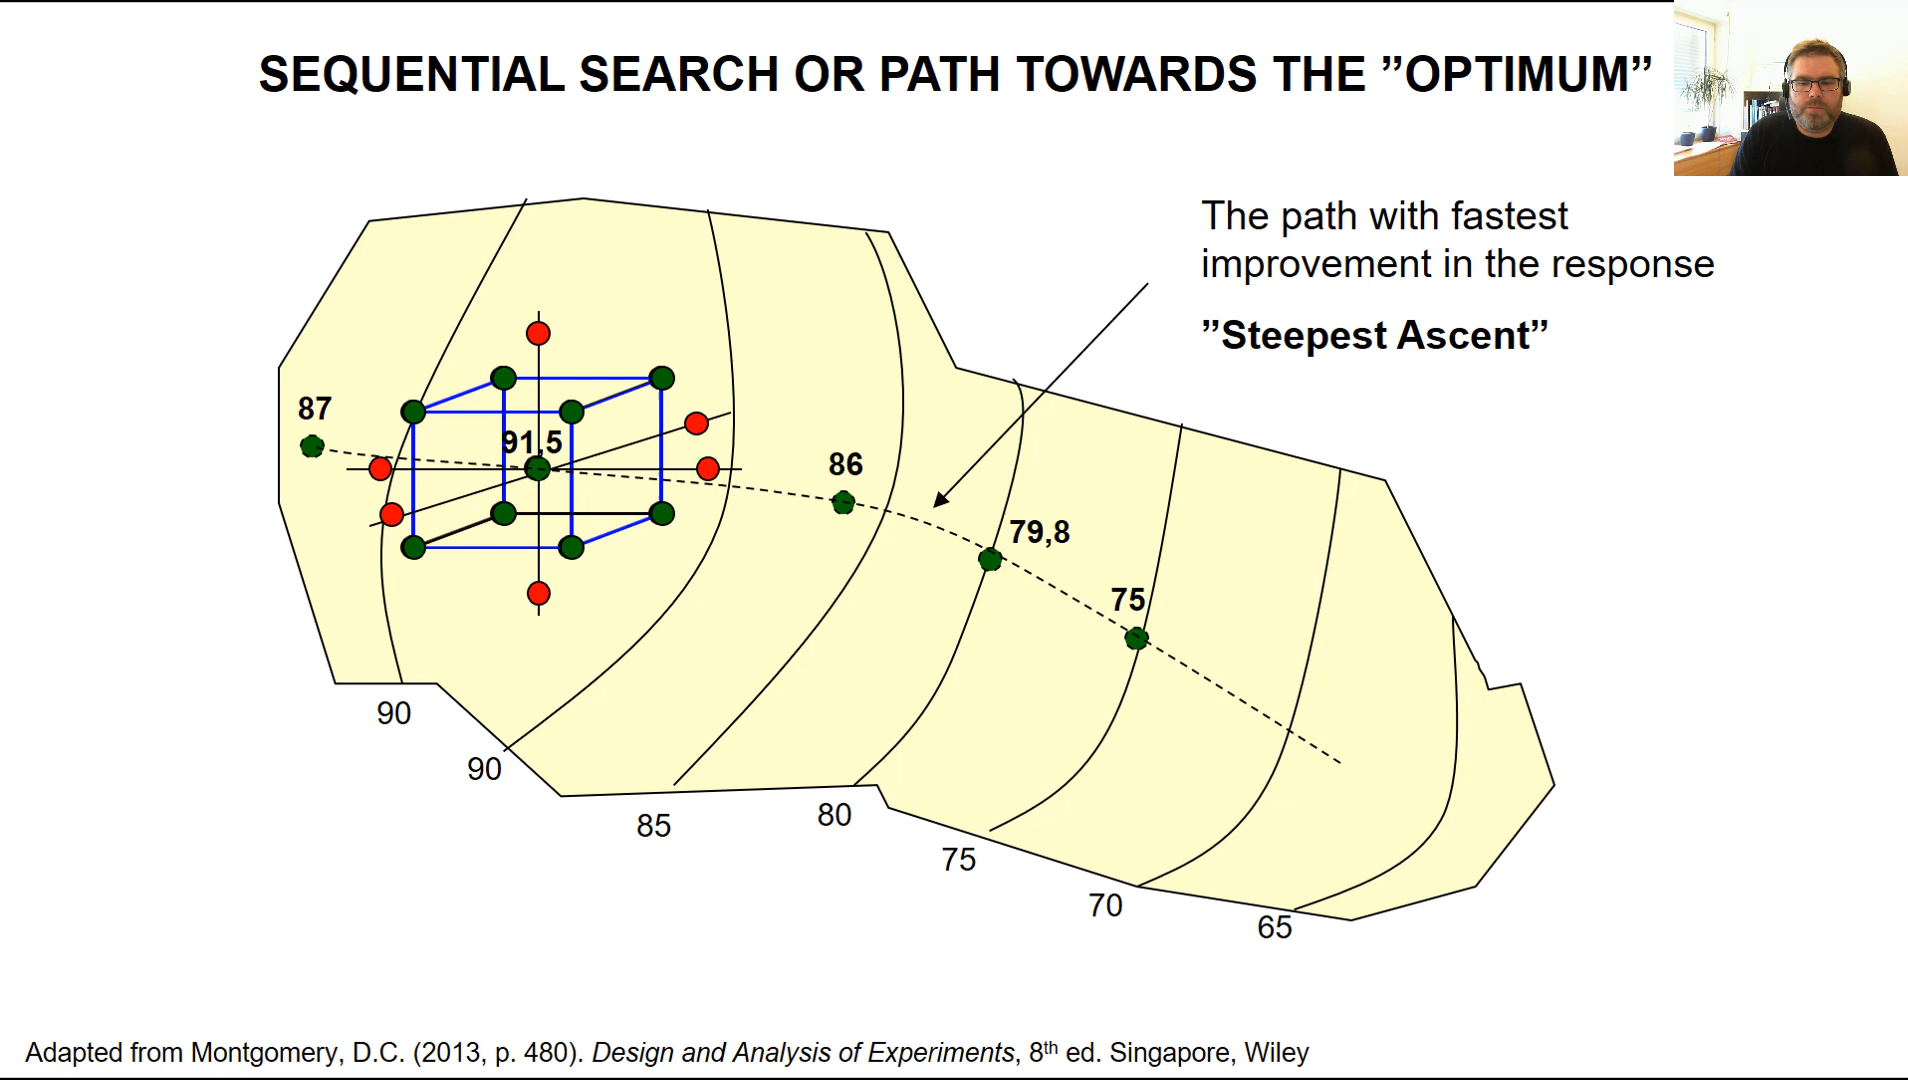 SEQUENTIAL SEARCH OR PATH TOWARDS THE ”OPTIMUM”
The path with fastest
improvement in the response
”Steepest Ascent”
87
91,5
86
79,8
75
90
90
85
80
75
70
65
Adapted from Montgomery, D.C. (2013, p. 480). Design and Analysis of Experiments, 8th ed. Singapore, Wiley